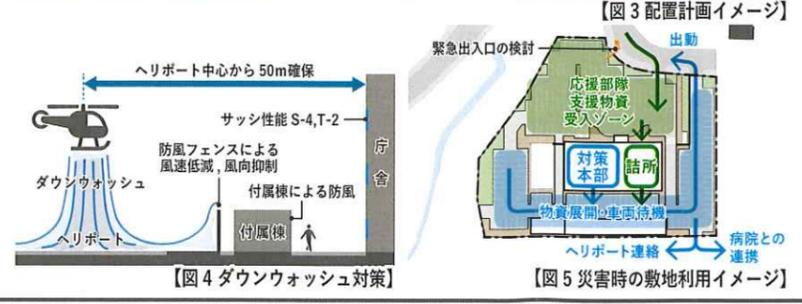 【図3 配置計画イメージ】
ヘリポート中心から 50m確保
サッシ性能 S-4,T-2
防風フェンスによる
風速低減,風向抑制
ダウンウォッシュ
付属棟による防風
庁舎
付属棟
ヘリポート
【図4 ダウンウォッシュ対策】
緊急出入口の検討
出動
応援部隊
支援物資
受入ゾーン
対策
本部
詰所
物資展開・車両待機
ヘリポート連絡
病院との
連携
【図5 災害時の敷地利用イメージ】